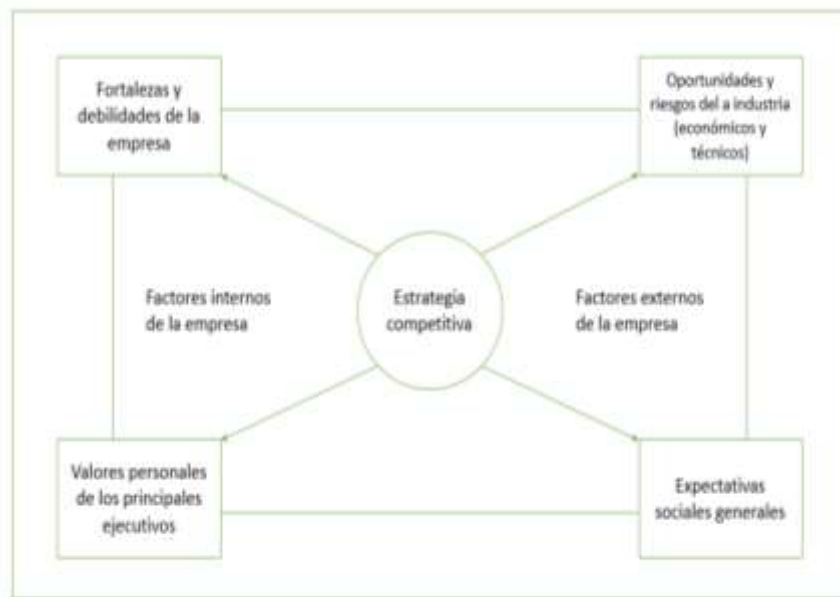 Fortalezas y
debilidades de la
empresa
Oportunidades y
riesgos del a industria
(económicos y
técnicos)
Factores internos
de la empresa
Estrategia
competitiva
Factores externos
de la empresa
Valores personales
de los principales
ejecutivos
Expectativas
sociales generales